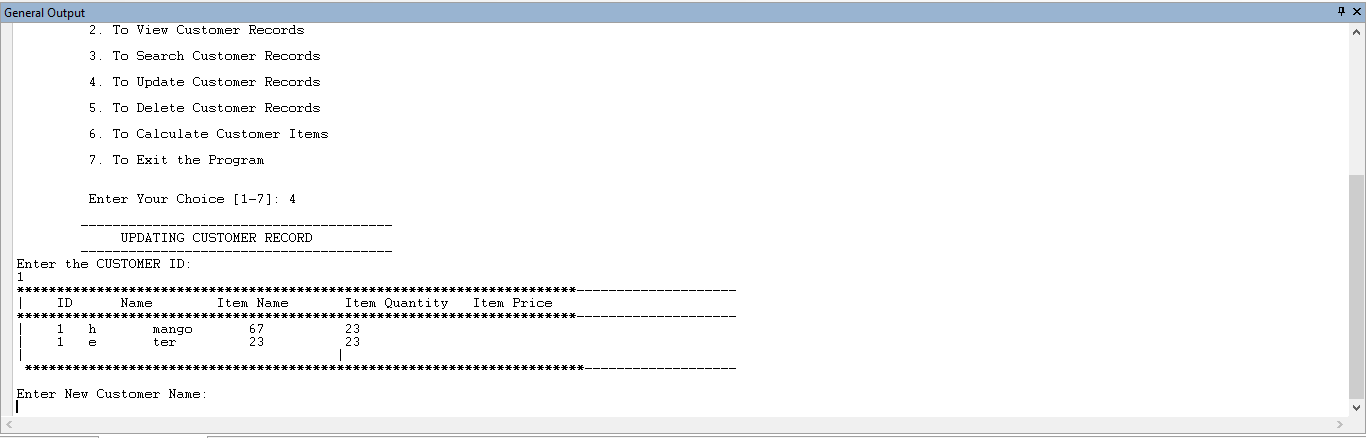 General Output
2. To View Customer Records
3. To Search Customer Records
4. To Update Customer Records
5. To Delete Customer Records
6. To Calculate Customer Items
7. To Exit the Program
Enter Your Choice [1-7]: 4
---------------------------------------
UPDATING CUSTOMER RECORD
---------------------------------------
Enter the CUSTOMER ID:
1
**********************************************************************--------------------
|    ID      Name        Item Name       Item Quantity   Item Price
**********************************************************************--------------------
|    1   h       mango       67          23
|    1   e       ter         23          23
|                                        |
**********************************************************************-------------------
Enter New Customer Name: